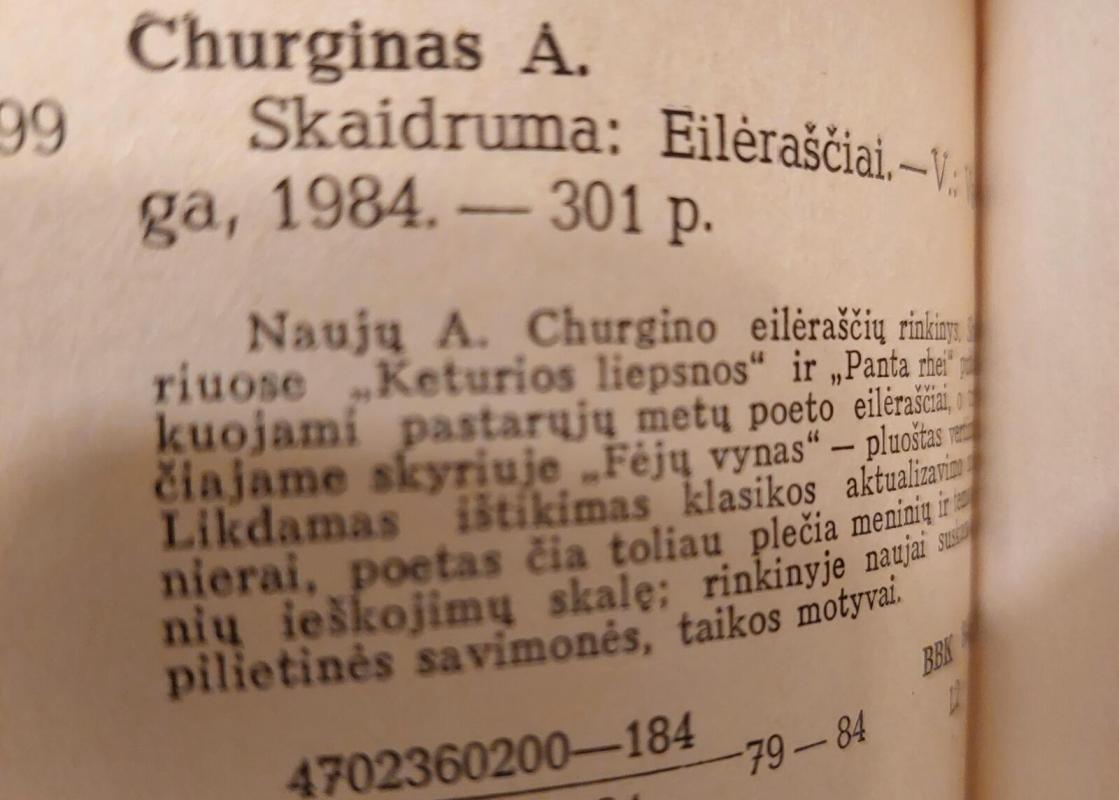 Churginas A.
99 Skaidruma: Eilėraščiai.—V.:
ga, 1984. — 301 p.
Naujų A. Churgino eilėraščių rinkinys.
riuose „Keturios liepsnos“ ir „Panta rhei“
kuojami pastarųjų metų poeto eilėraščiai, o
čiajame skyriuje „Fėjų vynas“ — pluoštas
Likdamas ištikimas klasikos aktualizavimo
nierai, poetas čia toliau plečia meninių ir
nių ieškojimų skalę; rinkinyje naujai
pilietinės savimonės, taikos motyvai.
BBK
4702360200—184
79 — 84